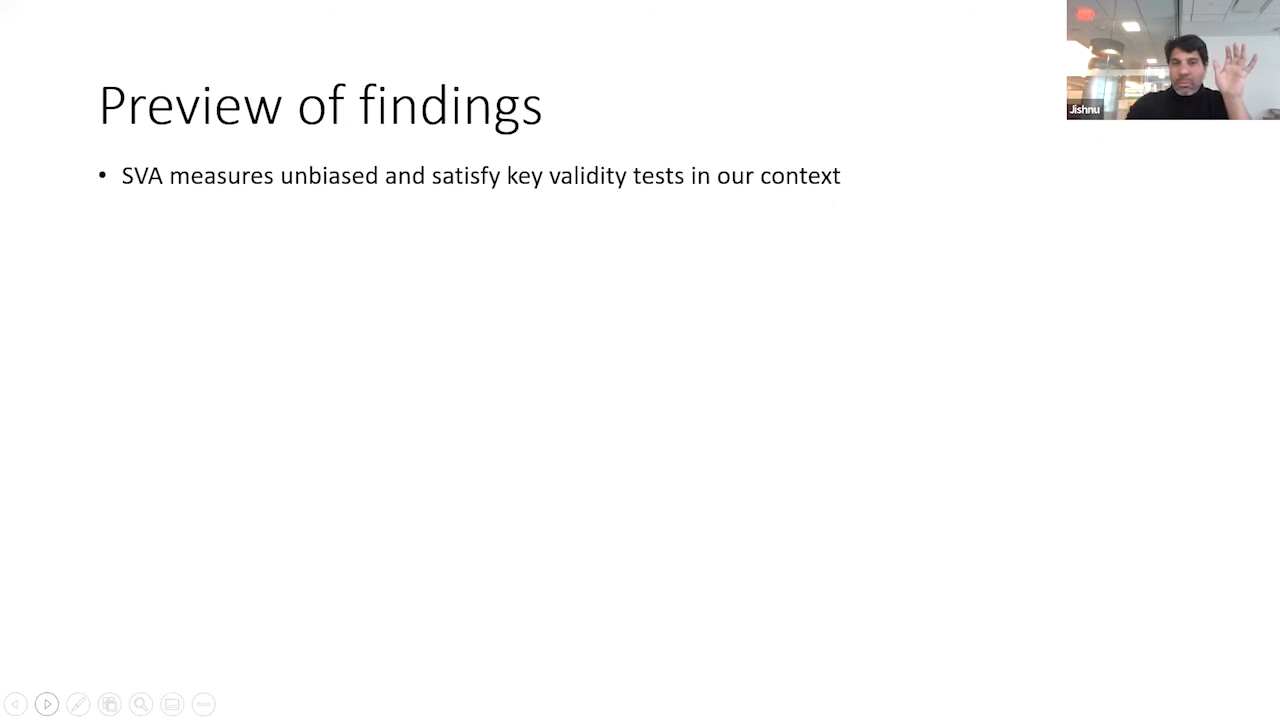 Preview of findings
• SVA measures unbiased and satisfy key validity tests in our context
Jishnu